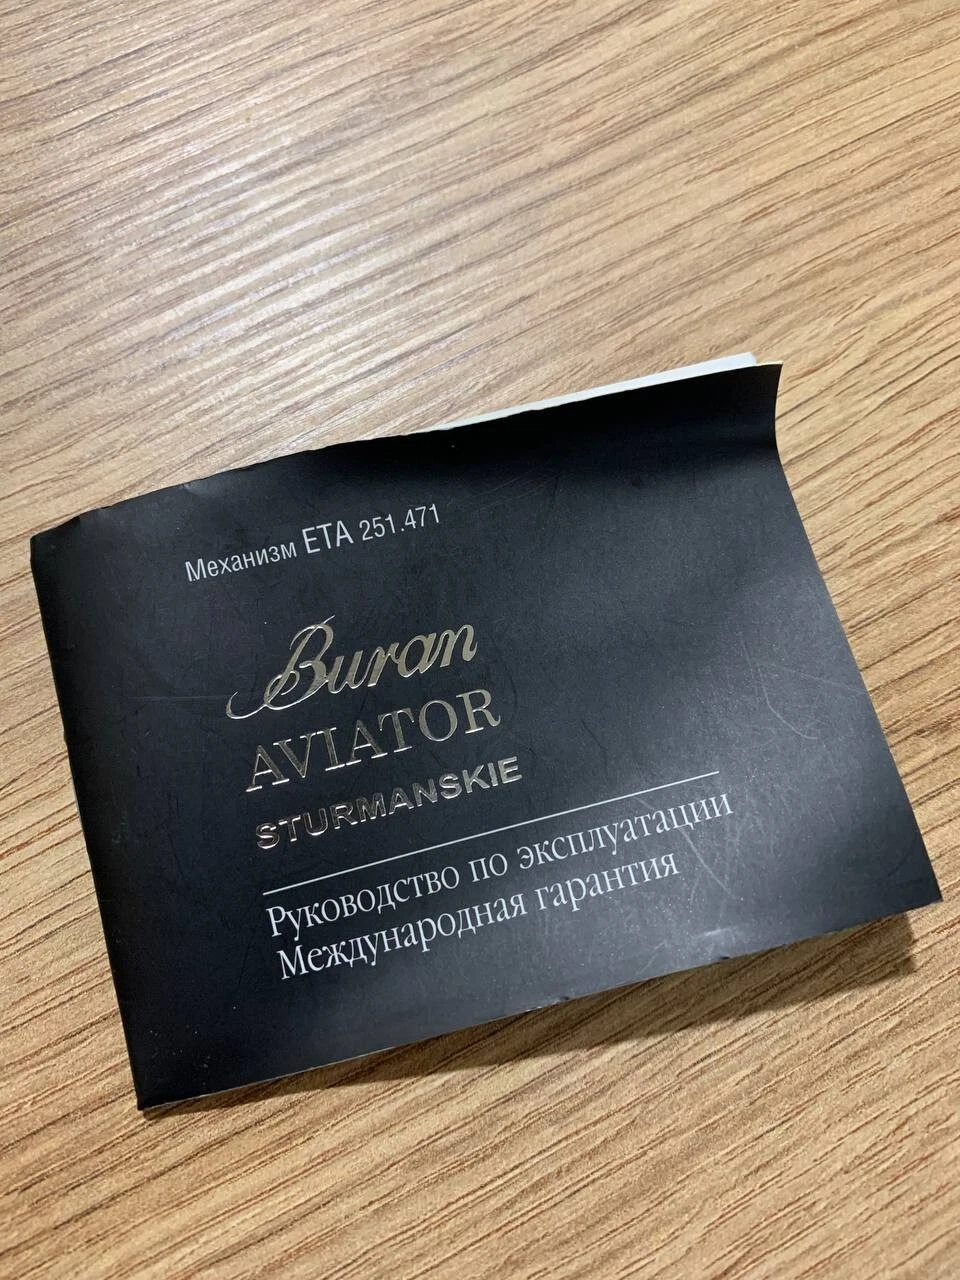 Механизм ETA 251.471
Buran
AVIATOR
STURMANSKIE
Руководство по эксплуатации
Международная гарантия